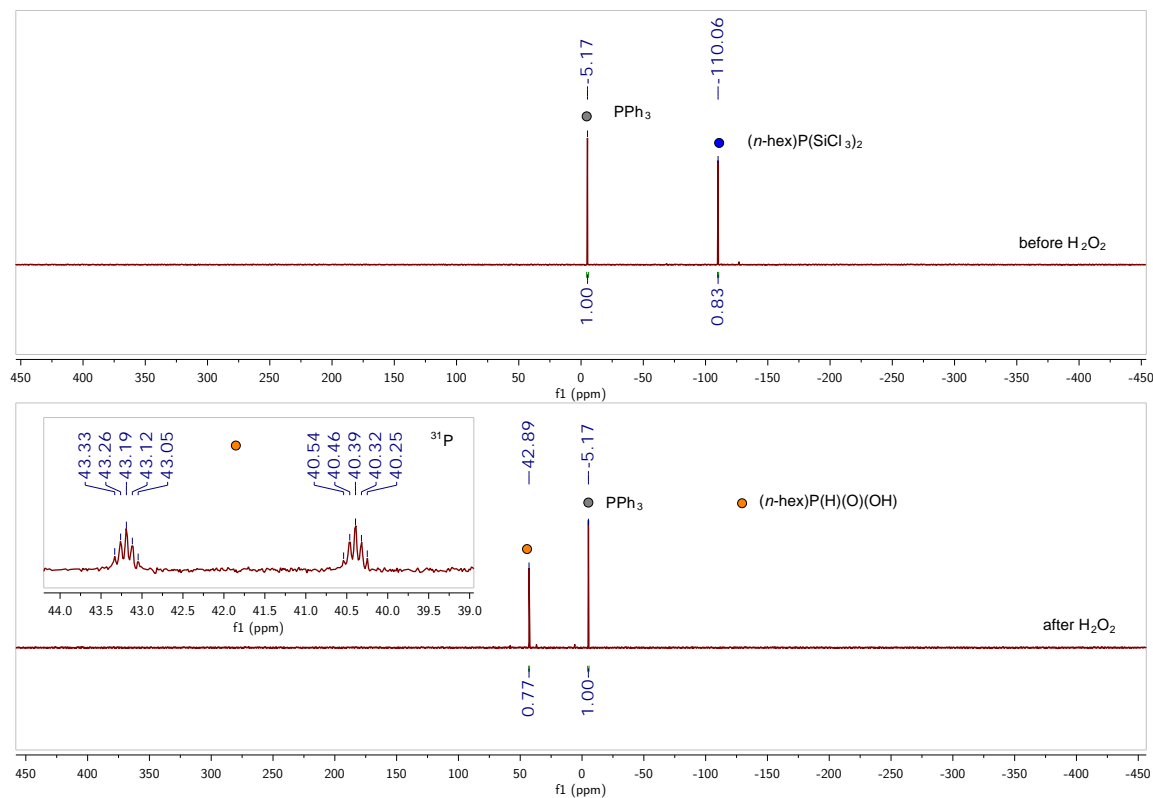 -5.17
-110.06
PPh3
(n-hex)P(SiCl3)2
before H2O2
1.00
0.83
450 400 350 300 250 200 150 100 50 0 -50 -100 -150 -200 -250 -300 -350 -400 -450
f1 (ppm)
43.33
43.26
43.19
43.12
43.05
40.54
40.46
40.39
40.32
40.25
31P
44.0 43.5 43.0 42.5 42.0 41.5 41.0 40.5 40.0 39.5 39.0
f1 (ppm)
42.89
-5.17
PPh3
(n-hex)P(H)(O)(OH)
after H2O2
0.77
1.00
450 400 350 300 250 200 150 100 50 0 -50 -100 -150 -200 -250 -300 -350 -400 -450
f1 (ppm)